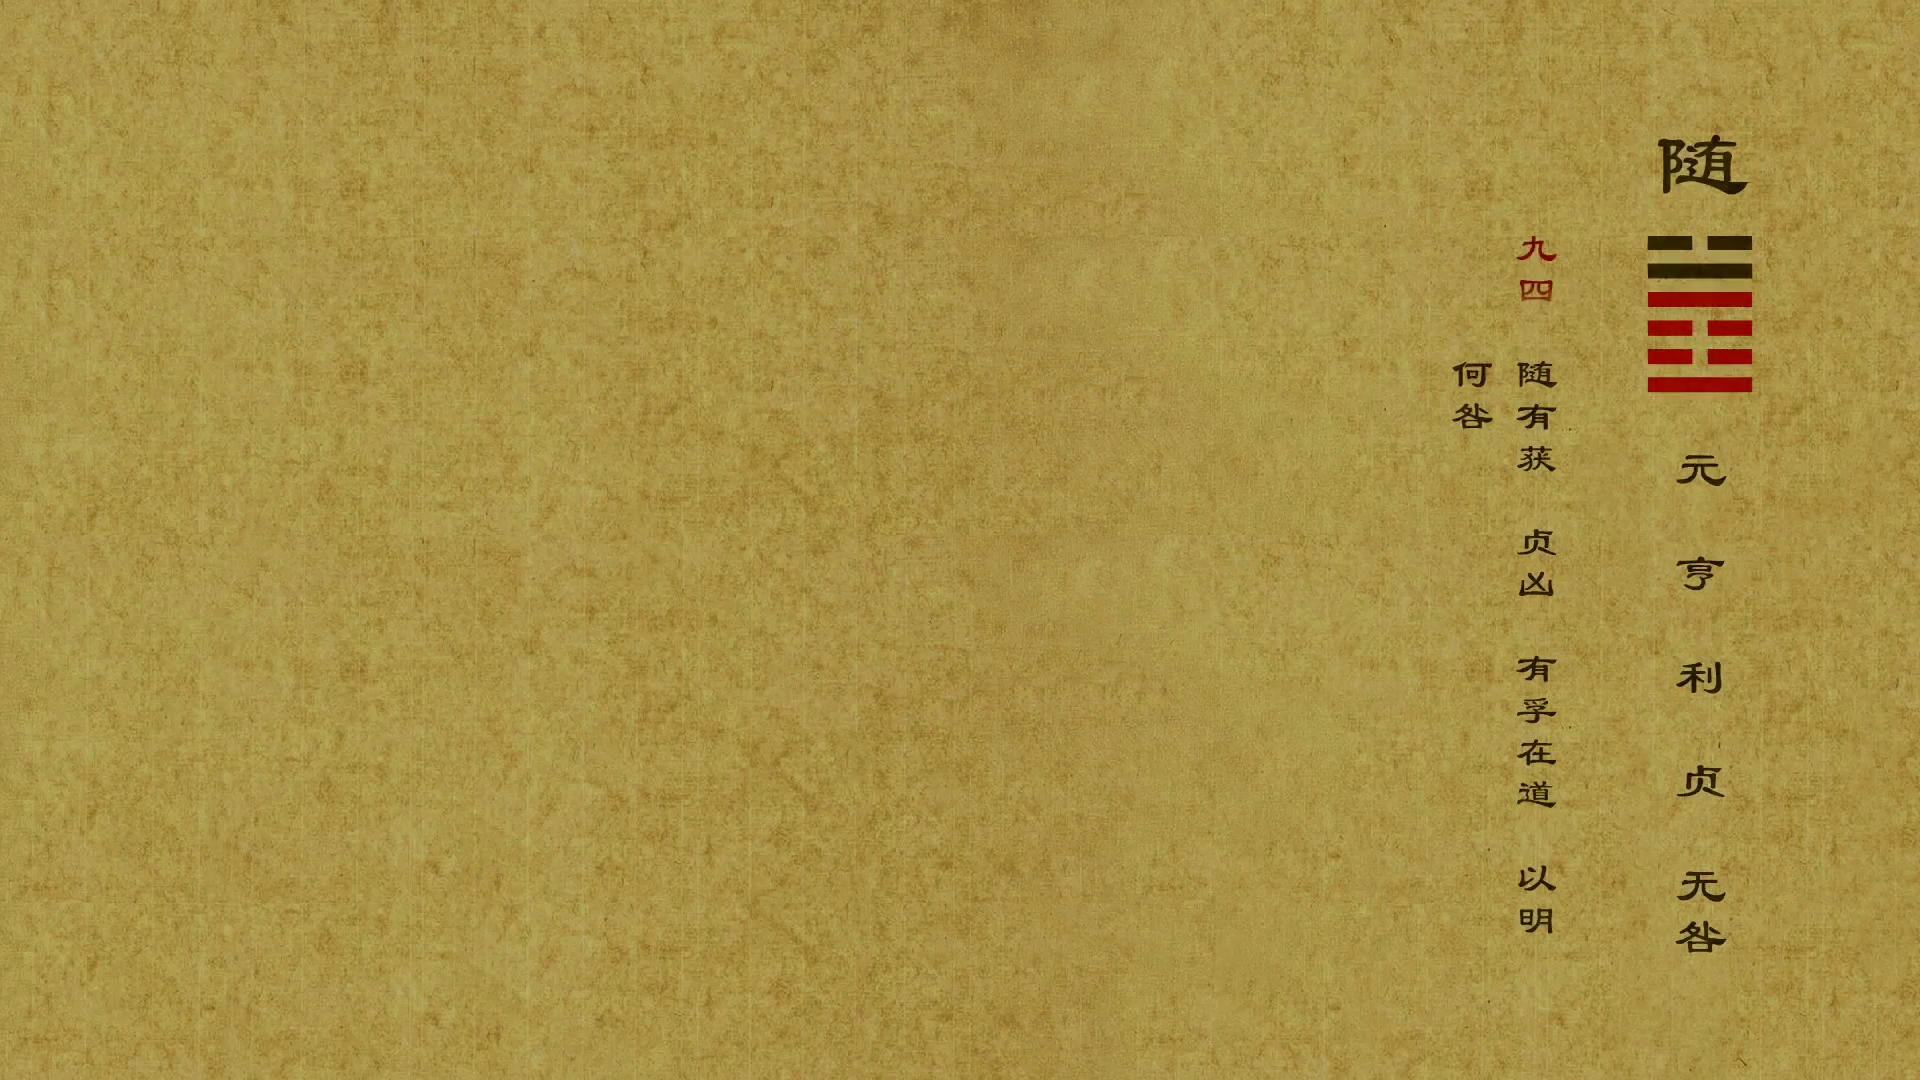 随
元 亨 利 贞 无咎
九四 随有获 贞凶 有孚在道 以明
何咎